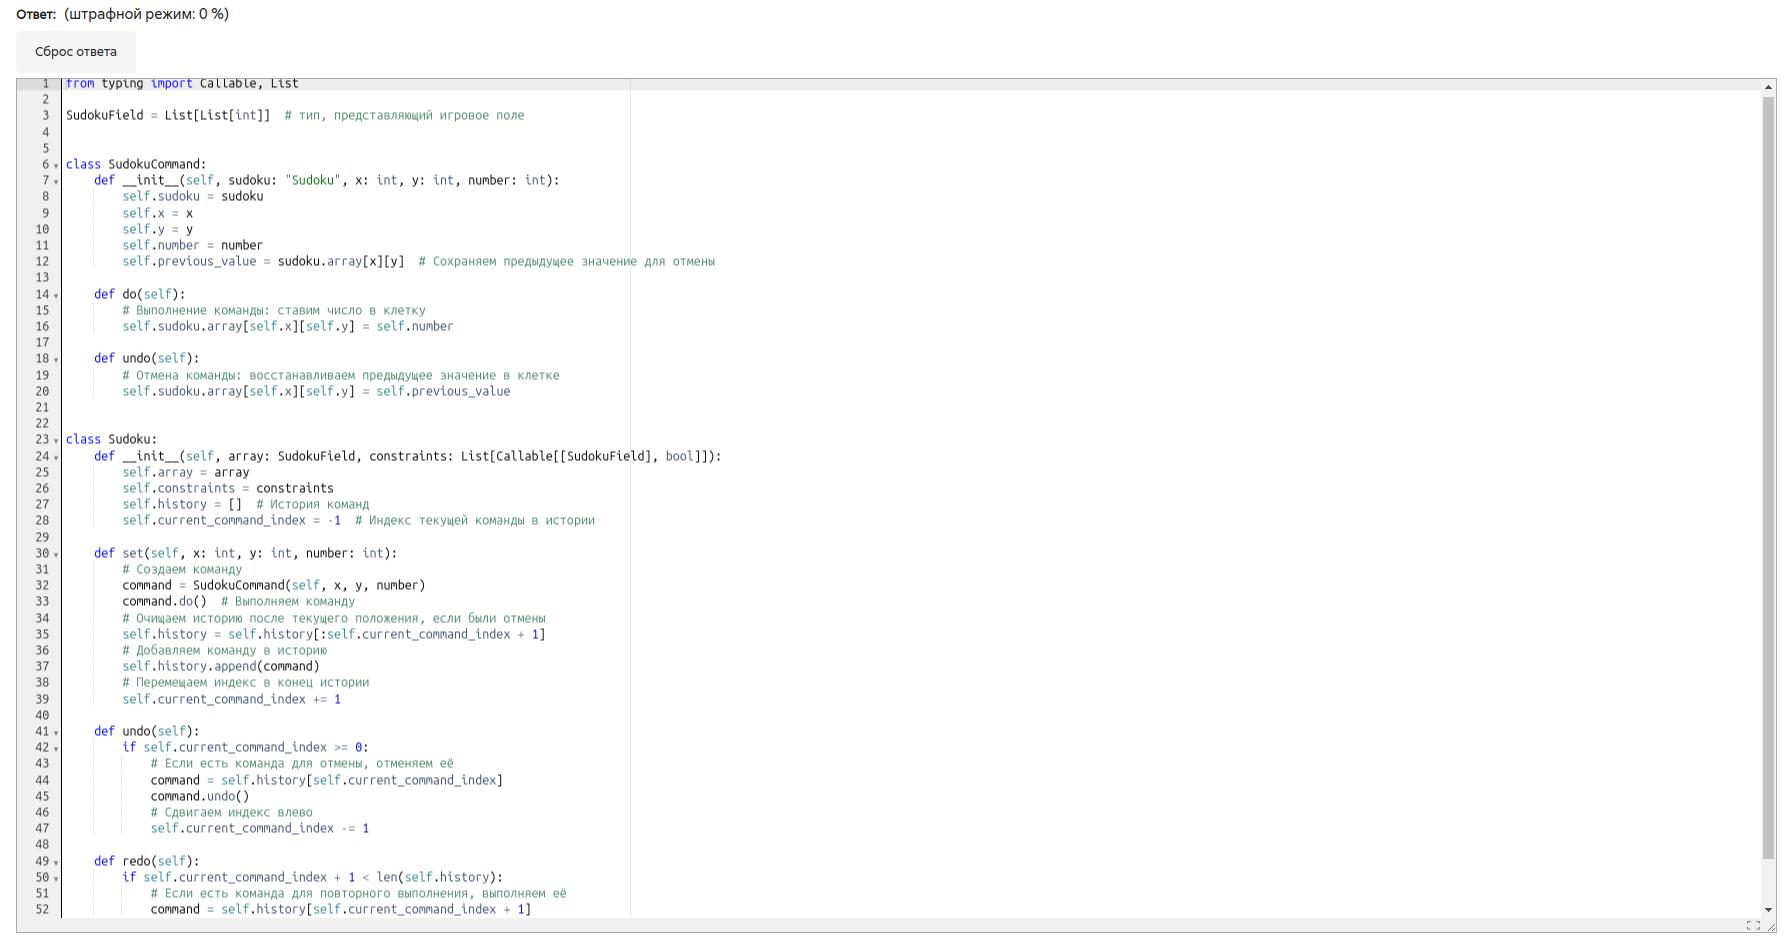 Ответ: (штрафной режим: 0 %)
Сброс ответа
1 from typing import Callable, List
2
3 SudokuField = List[List[int]]  # тип, представляющий игровое поле
4
5
6 class SudokuCommand:
7     def __init__(self, sudoku: "Sudoku", x: int, y: int, number: int):
8         self.sudoku = sudoku
9         self.x = x
10         self.y = y
11         self.number = number
12         self.previous_value = sudoku.array[x][y]  # Сохраняем предыдущее значение для отмены
13
14     def do(self):
15         # Выполнение команды: ставим число в клетку
16         self.sudoku.array[self.x][self.y] = self.number
17
18     def undo(self):
19         # Отмена команды: восстанавливаем предыдущее значение в клетке
20         self.sudoku.array[self.x][self.y] = self.previous_value
21
22
23 class Sudoku:
24     def __init__(self, array: SudokuField, constraints: List[Callable[[SudokuField], bool]]):
25         self.array = array
26         self.constraints = constraints
27         self.history = []  # История команд
28         self.current_command_index = -1  # Индекс текущей команды в истории
29
30     def set(self, x: int, y: int, number: int):
31         # Создаем команду
32         command = SudokuCommand(self, x, y, number)
33         command.do()  # Выполняем команду
34         # Очищаем историю после текущего положения, если были отмены
35         self.history = self.history[:self.current_command_index + 1]
36         # Добавляем команду в историю
37         self.history.append(command)
38         # Перемещаем индекс в конец истории
39         self.current_command_index += 1
40
41     def undo(self):
42         if self.current_command_index >= 0:
43             # Если есть команда для отмены, отменяем её
44             command = self.history[self.current_command_index]
45             command.undo()
46             # Сдвигаем индекс влево
47             self.current_command_index -= 1
48
49     def redo(self):
50         if self.current_command_index + 1 < len(self.history):
51             # Если есть команда для повторного выполнения, выполняем её
52             command = self.history[self.current_command_index + 1]